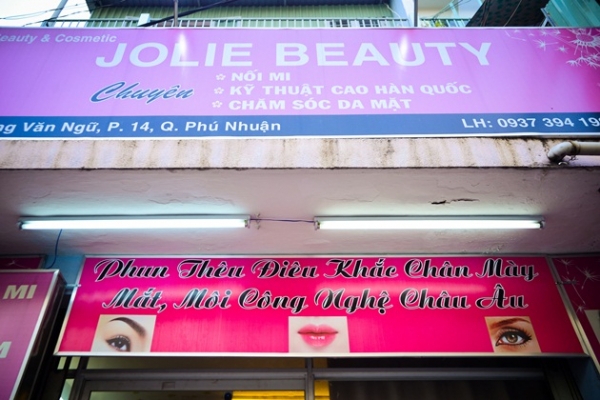 Beauty & Cosmetic
JOLIE BEAUTY
Chuyên
☆ NỐI MI
☆ KỸ THUẬT CAO HÀN QUỐC
☆ CHĂM SÓC DA MẶT
Văn Ngữ, P. 14, Q. Phú Nhuận
LH: 0937 394
Phun Thêu Điêu Khắc Chân Mày
Mắt, Môi Công Nghệ Châu Âu
MI